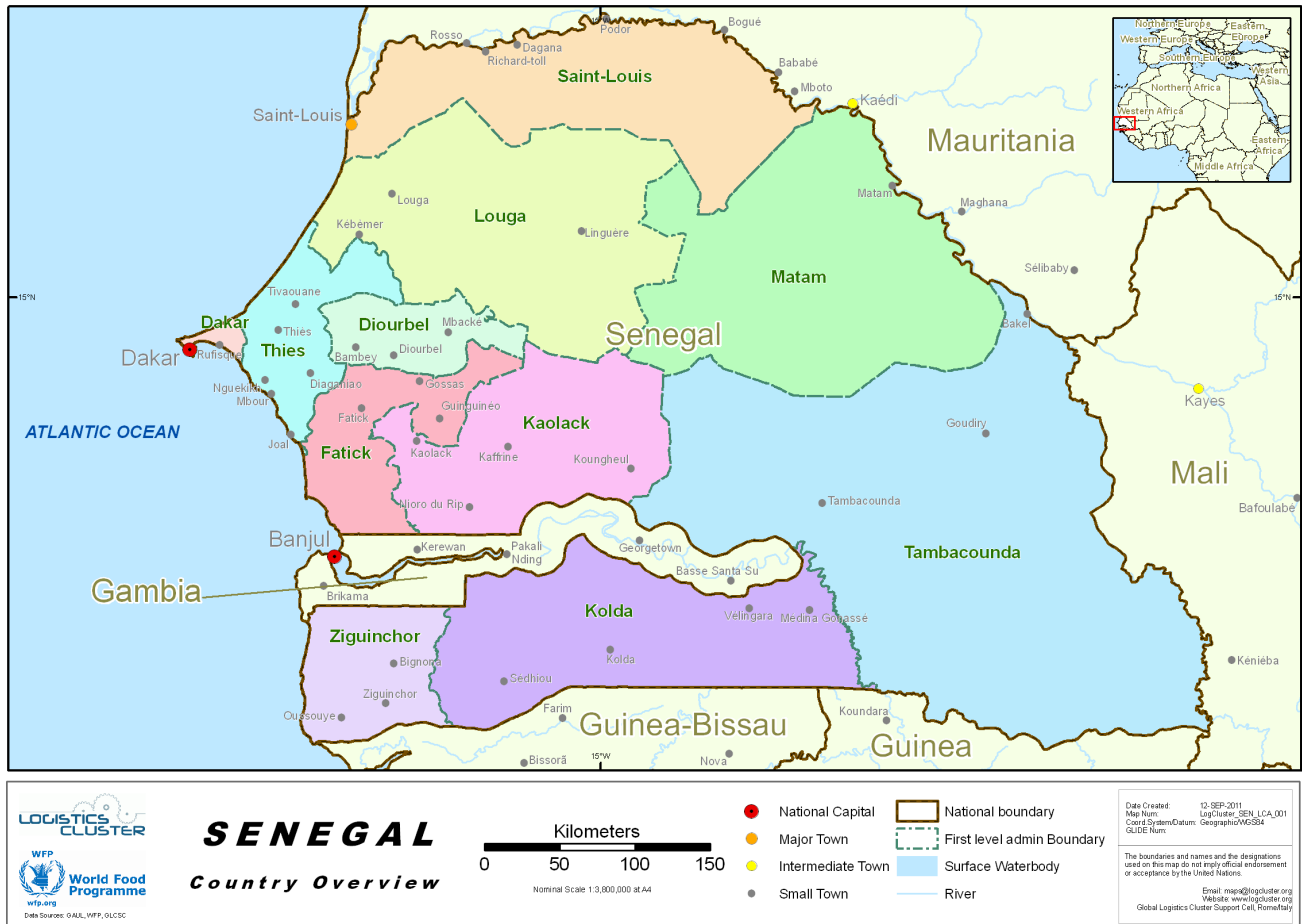 15°W
Podor
Bogué
Rosso
Dagana
Richard-toll
Saint-Louis
Bababé
Mboto
Kaédi
Saint-Louis
Mauritania
Northern Europe
Eastern Europe
Western Europe
Southern Europe
Western Asia
Northern Africa
Western Africa
Eastern Africa
Middle Africa
Louga
Matam
Maghana
Louga
Kébémer
Linguère
Matam
Sélibaby
15°N
15°N
Tivaouane
Dakar
Thiès
Diourbel
Mbacké
Senegal
Bakel
Dakar
Rufisque
Thies
Bambey
Diourbel
Nguekikh
Diaganiao
Mbour
Gossas
Kayes
Fatick
Guinguinéo
Kaolack
ATLANTIC OCEAN
Joal
Fatick
Kaolack
Kaffrine
Koungheul
Goudiry
Mali
Nioro du Rip
Tambacounda
Bafoulabe
Banjul
Kerewan
Pakali
Nding
Georgetown
Tambacounda
Gambia
Brikama
Basse Santa Su
Kolda
Velingara
Médina Gonassé
Ziguinchor
Bignona
Kolda
Kéniéba
Sedhiou
Ziguinchor
Oussouye
Farim
Guinea-Bissau
Koundara
Guinea
Bissorã
15°W
Nova
LOGISTICS
CLUSTER
WFP
wfp.org
World Food
Programme
Data Sources: GAUL, WFP, GLCSC
SENEGAL
Country Overview
Kilometers
0 50 100 150
Nominal Scale 1:3,800,000 at A4
National Capital
Major Town
Intermediate Town
Small Town
National boundary
First level admin Boundary
Surface Waterbody
River
Date Created: 12-SEP-2011
Map Num: LogCluster_SEN_LCA_001
Coord.System/Datum: Geographic/WGS84
GLIDE Num:
The boundaries and names and the designations
used on this map do not imply official endorsement
or acceptance by the United Nations.
Email: maps@logcluster.org
Website: www.logcluster.org
Global Logistics Cluster Support Cell, Rome/Italy